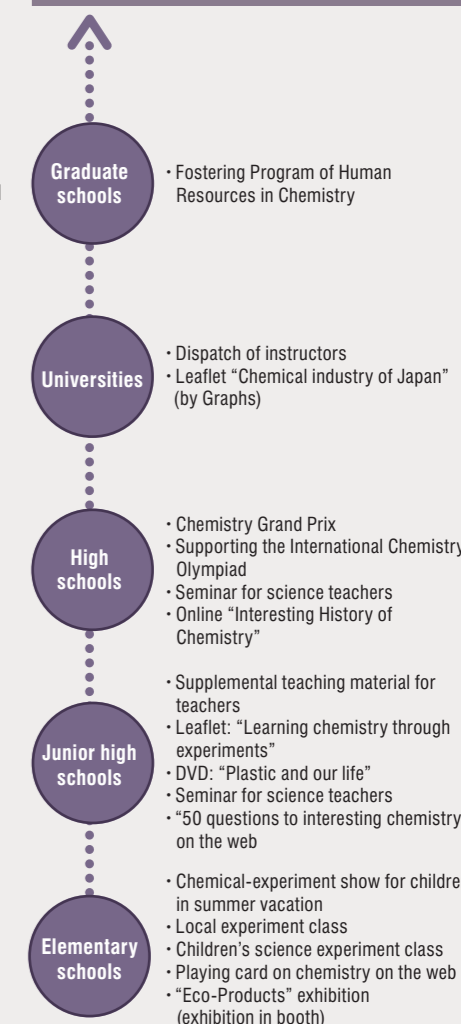 Graduate
schools
・Fostering Program of Human
Resources in Chemistry
Universities
・Dispatch of instructors
・Leaflet “Chemical industry of Japan”
(by Graphs)
High
schools
・Chemistry Grand Prix
・Supporting the International Chemistry
Olympiad
・Seminar for science teachers
・Online “Interesting History of
Chemistry”
Junior high
schools
・Supplemental teaching material for
teachers
・Leaflet: “Learning chemistry through
experiments”
・DVD: “Plastic and our life”
・Seminar for science teachers
・“50 questions to interesting chemistry
on the web
Elementary
schools
・Chemical-experiment show for childre
in summer vacation
・Local experiment class
・Children’s science experiment class
・Playing card on chemistry on the web
・“Eco-Products” exhibition
(exhibition in booth)